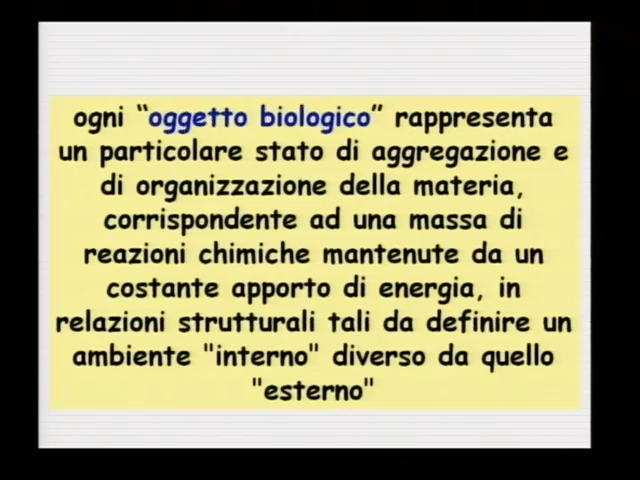 ogni “oggetto biologico” rappresenta
un particolare stato di aggregazione e
di organizzazione della materia,
corrispondente ad una massa di
reazioni chimiche mantenute da un
costante apporto di energia, in
relazioni strutturali tali da definire un
ambiente "interno" diverso da quello
"esterno"